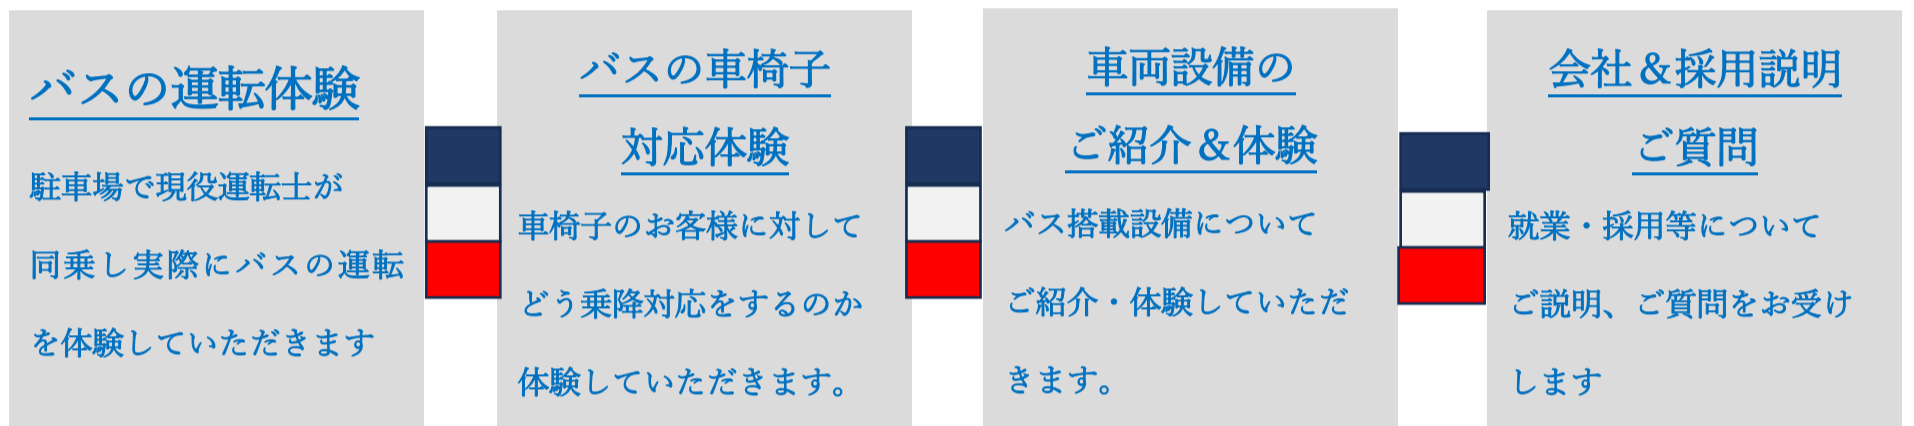 バスの運転体験
駐車場で現役運転士が
同乗し実際にバスの運転
を体験していただきます
バスの車椅子
対応体験
車椅子のお客様に対して
どう乗降対応をするのか
体験していただきます。
車両設備の
ご紹介＆体験
バス搭載設備について
ご紹介・体験していただ
きます。
会社＆採用説明
ご質問
就業・採用等について
ご説明、ご質問をお受け
します